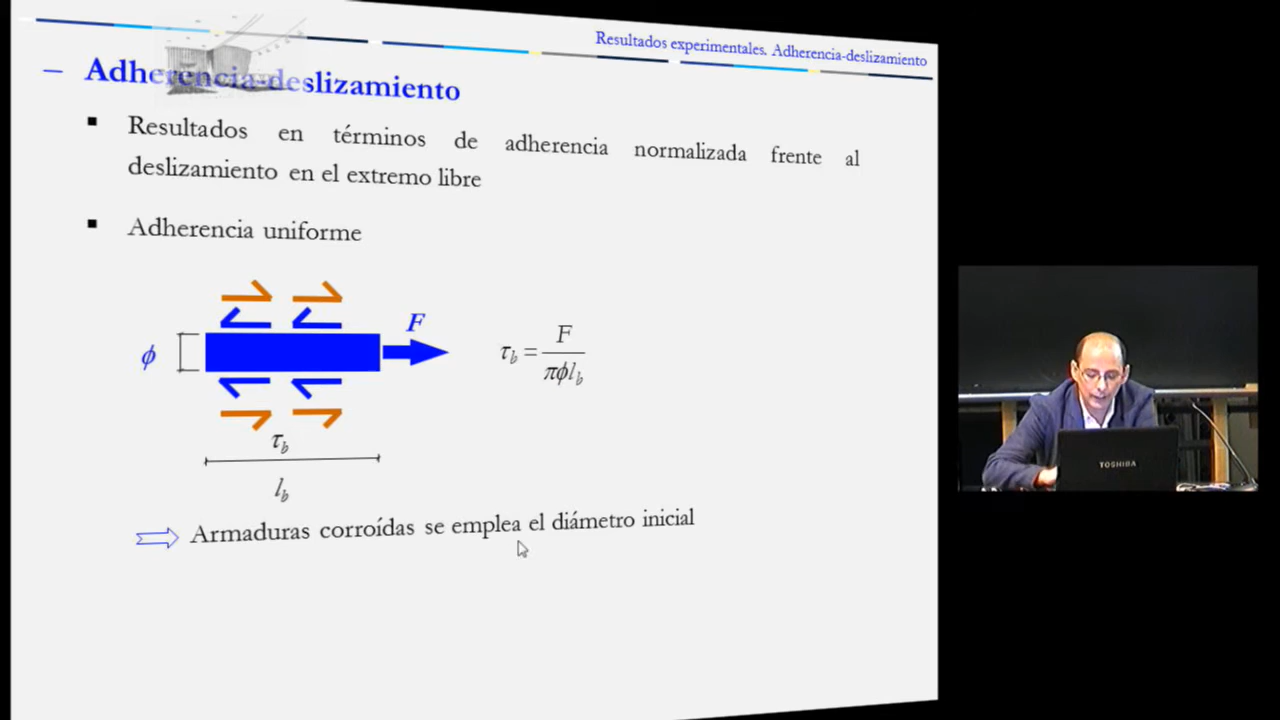 Resultados experimentales. Adherencia-deslizamiento
– Adherencia-deslizamiento
▪ Resultados en términos de adherencia normalizada frente al
deslizamiento en el extremo libre
▪ Adherencia uniforme
F
ϕ
τ_b = F / πϕl_b
τ_b
l_b
Armaduras corroídas se emplea el diámetro inicial
TOSHIBA